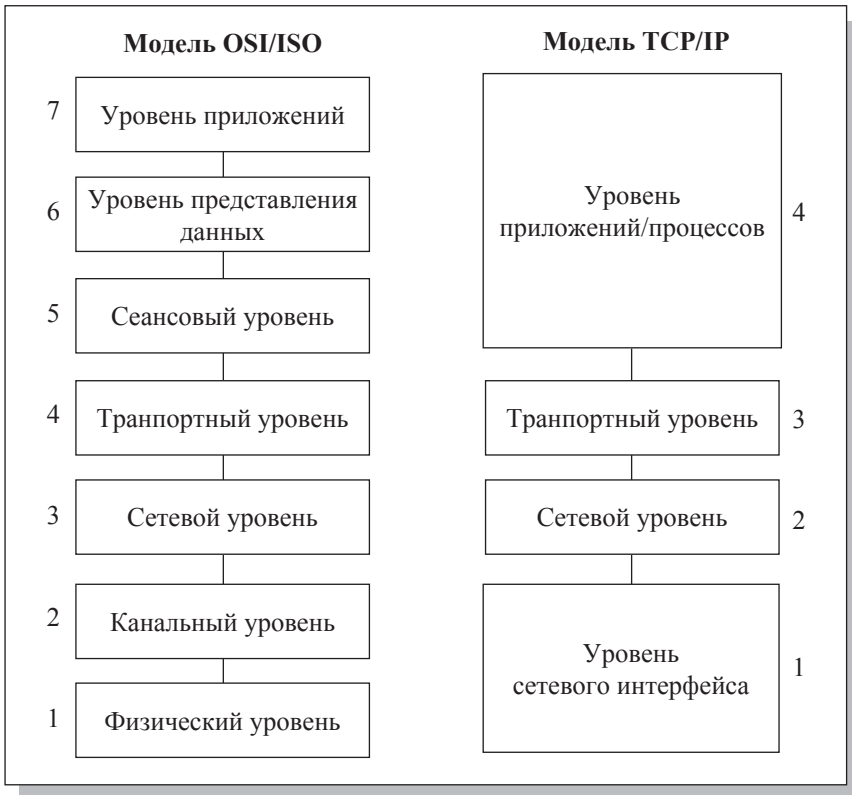 Модель OSI/ISO
7
Уровень приложений
6
Уровень представления
данных
5
Сеансовый уровень
4
Транпортный уровень
3
Сетевой уровень
2
Канальный уровень
1
Физический уровень
Модель TCP/IP
Уровень
приложений/процессов
4
Транпортный уровень
3
Сетевой уровень
2
Уровень
сетевого интерфейса
1